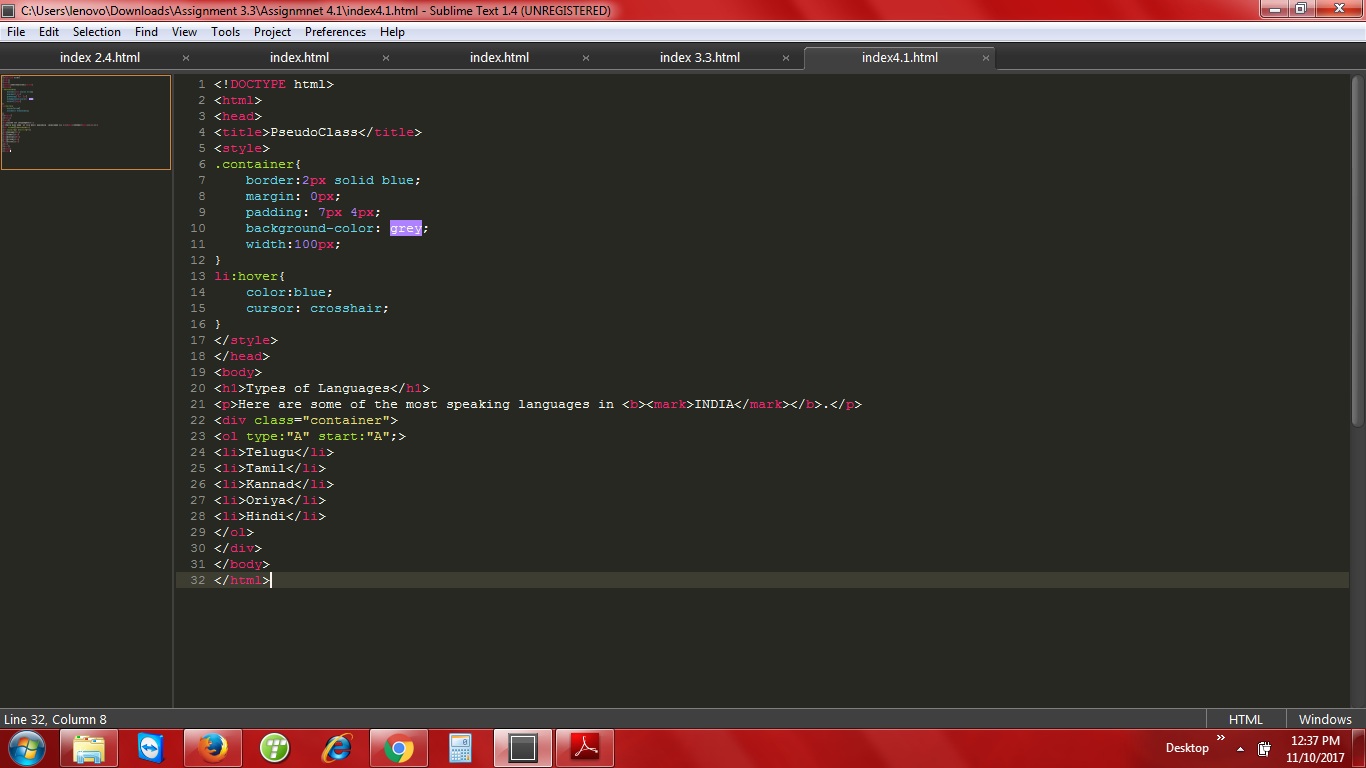 C:\Users\lenovo\Downloads\Assignment 3.3\Assignmnet 4.1\index4.1.html - Sublime Text 1.4 (UNREGISTERED)
File Edit Selection Find View Tools Project Preferences Help
index 2.4.html × index.html × index.html × index 3.3.html × index4.1.html ×
1 <!DOCTYPE html>
2 <html>
3 <head>
4 <title>PseudoClass</title>
5 <style>
6 .container{
7     border:2px solid blue;
8     margin: 0px;
9     padding: 7px 4px;
10     background-color: grey;
11     width:100px;
12 }
13 li:hover{
14     color:blue;
15     cursor: crosshair;
16 }
17 </style>
18 </head>
19 <body>
20 <h1>Types of Languages</h1>
21 <p>Here are some of the most speaking languages in <b><mark>INDIA</mark></b>.</p>
22 <div class="container">
23 <ol type:"A" start:"A";>
24 <li>Telugu</li>
25 <li>Tamil</li>
26 <li>Kannad</li>
27 <li>Oriya</li>
28 <li>Hindi</li>
29 </ol>
30 </div>
31 </body>
32 </html>
Line 32, Column 8 HTML Windows
Desktop » 12:37 PM
11/10/2017